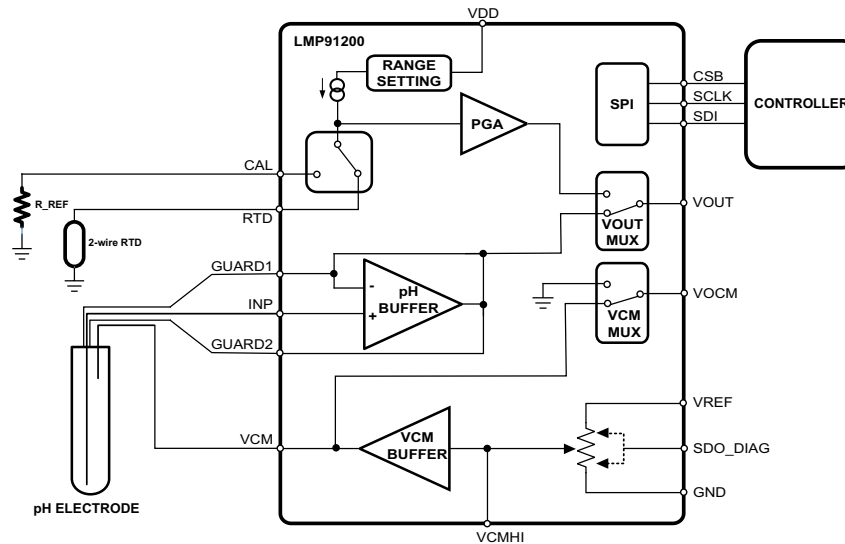 VDD
LMP91200
RANGE
SETTING
SPI
CSB
SCLK
SDI
CONTROLLER
PGA
CAL
R_REF
RTD
2-wire RTD
VOUT
VOUT
MUX
GUARD1
-
pH
BUFFER
+
INP
GUARD2
VOCM
VCM
MUX
VCM
VCM
BUFFER
VREF
SDO_DIAG
GND
pH ELECTRODE
VCMHI